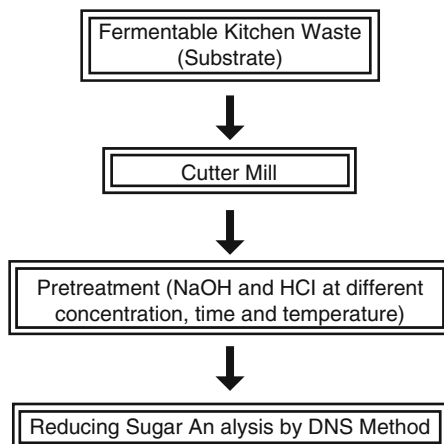 Fermentable Kitchen Waste
(Substrate)
Cutter Mill
Pretreatment (NaOH and HCl at different
concentration, time and temperature)
Reducing Sugar An alysis by DNS Method